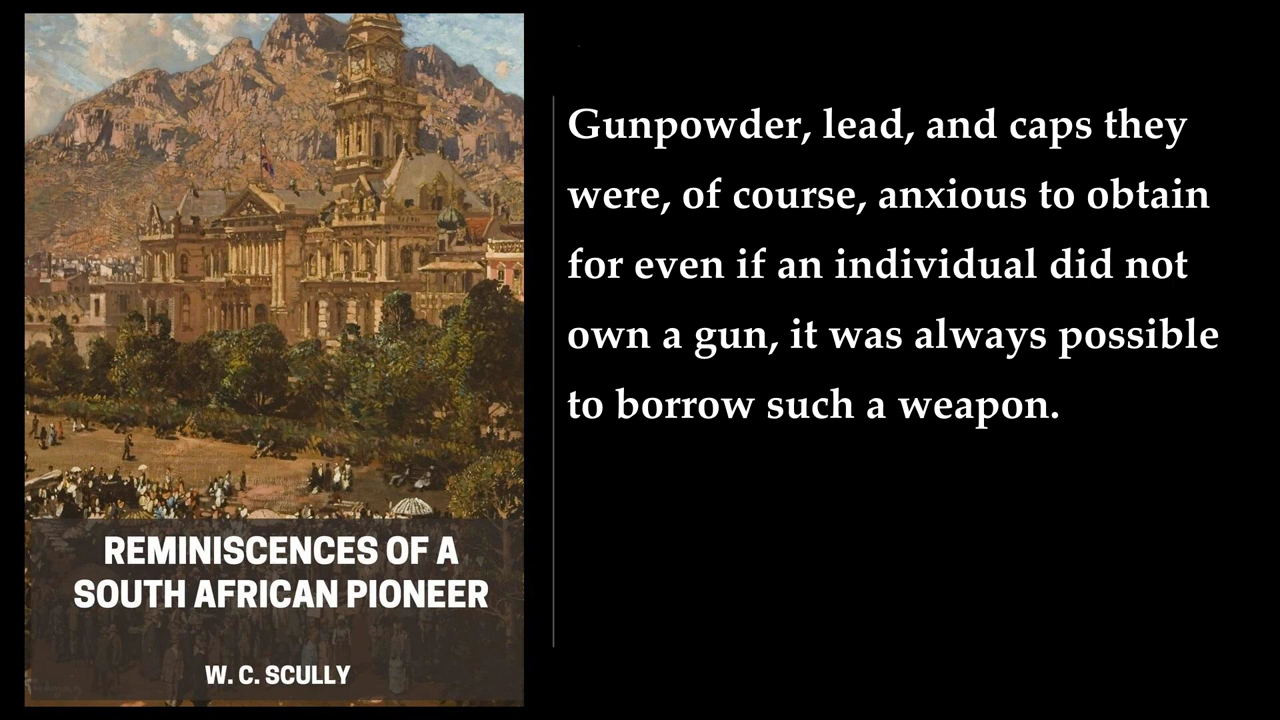 REMINISCENCES OF A
SOUTH AFRICAN PIONEER
W. C. SCULLY
Gunpowder, lead, and caps they
were, of course, anxious to obtain
for even if an individual did not
own a gun, it was always possible
to borrow such a weapon.